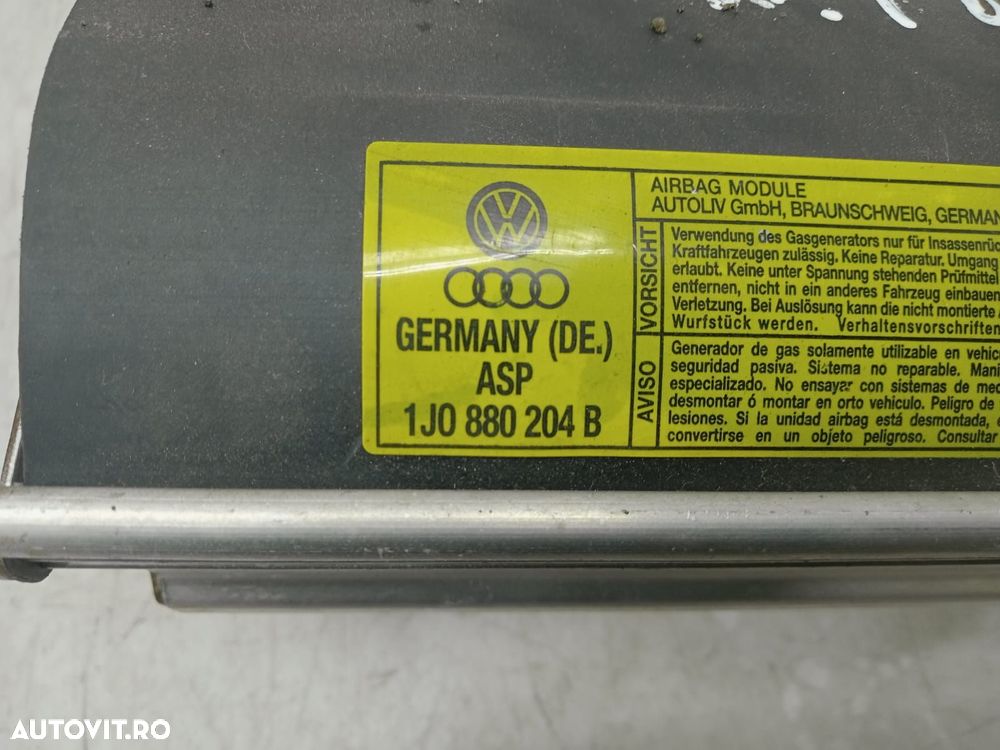 GERMANY (DE.)
ASP
1J0 880 204 B
AIRBAG MODULE
AUTOLIV GmbH, BRAUNSCHWEIG, GERMAN
VORSICHT
Verwendung des Gasgenerators nur für Insassenrüc
Kraftfahrzeugen zulässig. Keine Reparatur. Umgang
erlaubt. Keine unter Spannung stehenden Prüfmittel
entfernen, nicht in ein anderes Fahrzeug einbauen
Verletzung. Bei Auslösung kann die nicht montierte A
Wurfstück werden. Verhaltensvorschriften
AVISO
Generador de gas solamente utilizable en vehic
seguridad pasiva. Sistema no reparable. Mani
especializado. No ensayar con sistemas de med
desmontar ó montar en orto vehiculo. Peligro de
lesiones. Si la unidad airbag está desmontada, e
convertirse en un objeto peligroso. Consultar
AUTOVIT.RO